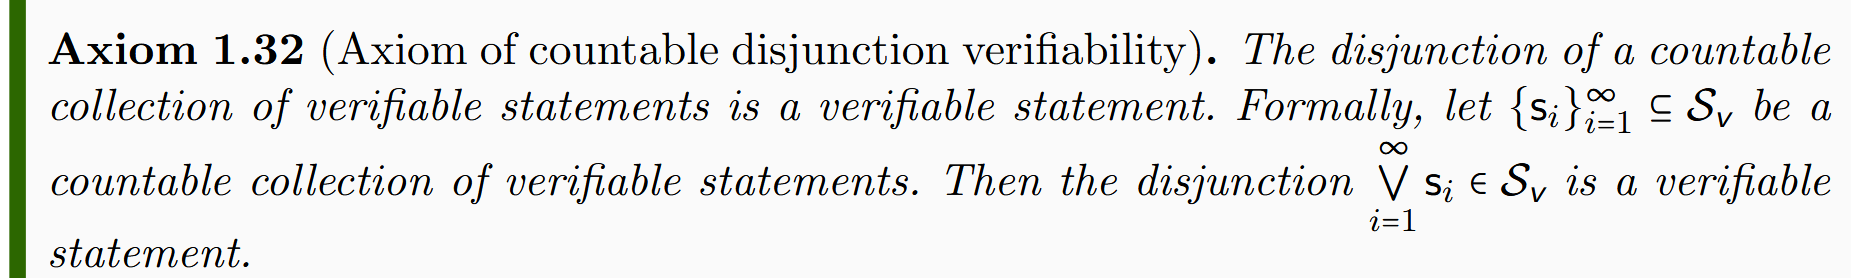 Axiom 1.32 (Axiom of countable disjunction verifiability). The disjunction of a countable
collection of verifiable statements is a verifiable statement. Formally, let {s_i}_{i=1}^∞ ⊆ 𝒮_v be a
countable collection of verifiable statements. Then the disjunction ⋁_{i=1}^∞ s_i ∈ 𝒮_v is a verifiable
statement.